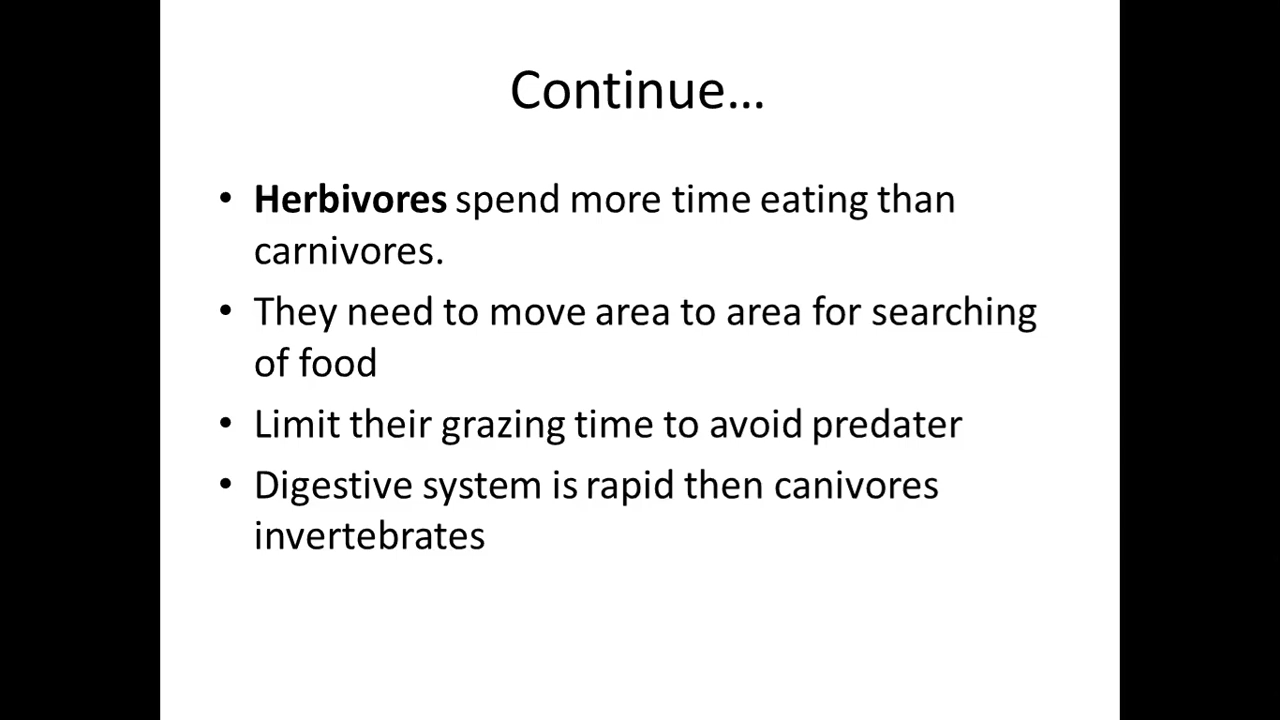 Continue…
• Herbivores spend more time eating than
carnivores.
• They need to move area to area for searching
of food
• Limit their grazing time to avoid predater
• Digestive system is rapid then canivores
invertebrates